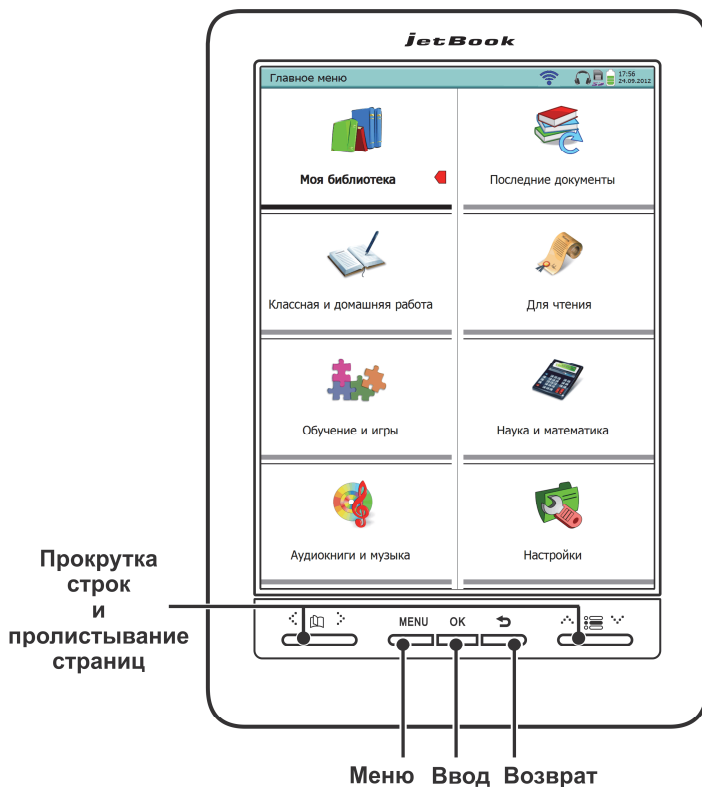 jetBook
Главное меню
17:56
24.09.2012
Моя библиотека
Последние документы
Классная и домашняя работа
Для чтения
Обучение и игры
Наука и математика
Аудиокниги и музыка
Настройки
Прокрутка
строк
и
пролистывание
страниц
MENU OK
Меню Ввод Возврат